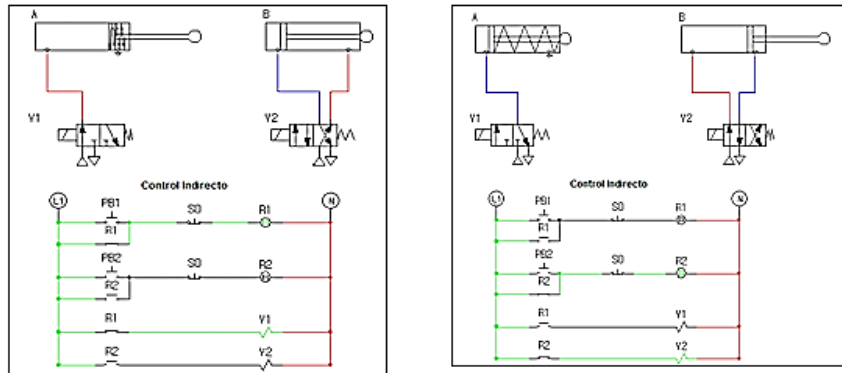 A B
V1 V2
Control Indirecto
L1 N
PB1 S0 R1
R1
PB2 S0 R2
R2
R1 V1
R2 V2
A B
V1 V2
Control Indirecto
L1 N
PB1 S0 R1
R1
PB2 S0 R2
R2
R1 V1
R2 V2